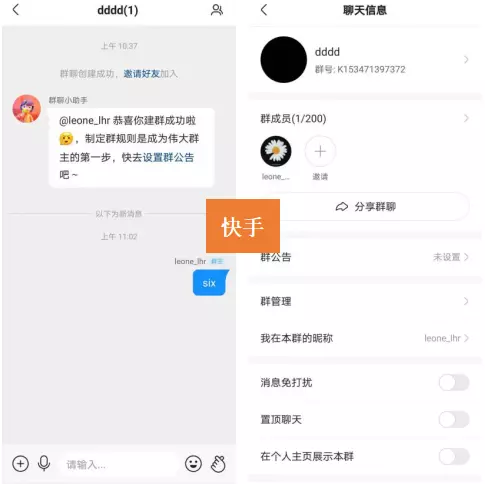 dddd(1)
上午 10:37
群聊创建成功，邀请好友加入
群聊小助手
@leone_lhr 恭喜你建群成功啦
，制定群规则是成为伟大群
主的第一步，快去设置群公告
吧～
以下为新消息
上午 11:02
leone_lhr 群主
six
请输入...
快手
聊天信息
dddd
群号: K153471397372
群成员(1/200)
leone_...
邀请
分享群聊
群公告
未设置
群管理
我在本群的昵称
leone_lhr
消息免打扰
置顶聊天
在个人主页展示本群